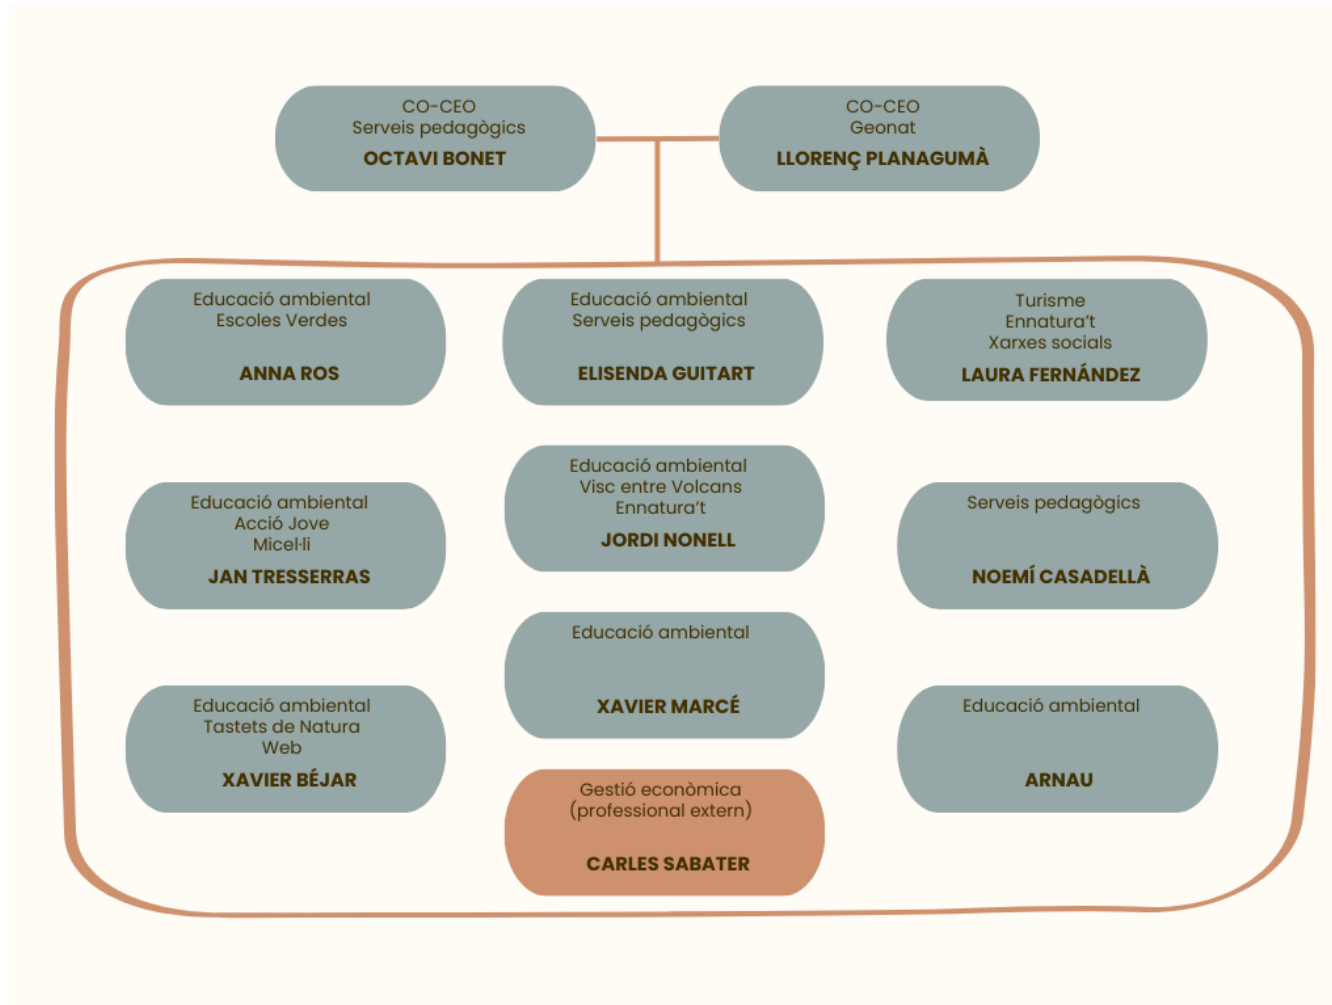 CO-CEO
Serveis pedagògics
OCTAVI BONET
CO-CEO
Geonat
LLORENÇ PLANAGUMÀ
Educació ambiental
Escoles Verdes
ANNA ROS
Educació ambiental
Serveis pedagògics
ELISENDA GUITART
Turisme
Ennatura't
Xarxes socials
LAURA FERNÁNDEZ
Educació ambiental
Acció Jove
Micel·li
JAN TRESSERRAS
Educació ambiental
Visc entre Volcans
Ennatura't
JORDI NONELL
Serveis pedagògics
NOEMÍ CASADELLÀ
Educació ambiental
XAVIER MARCÉ
Educació ambiental
Tastets de Natura
Web
XAVIER BÉJAR
Educació ambiental
ARNAU
Gestió econòmica
(professional extern)
CARLES SABATER